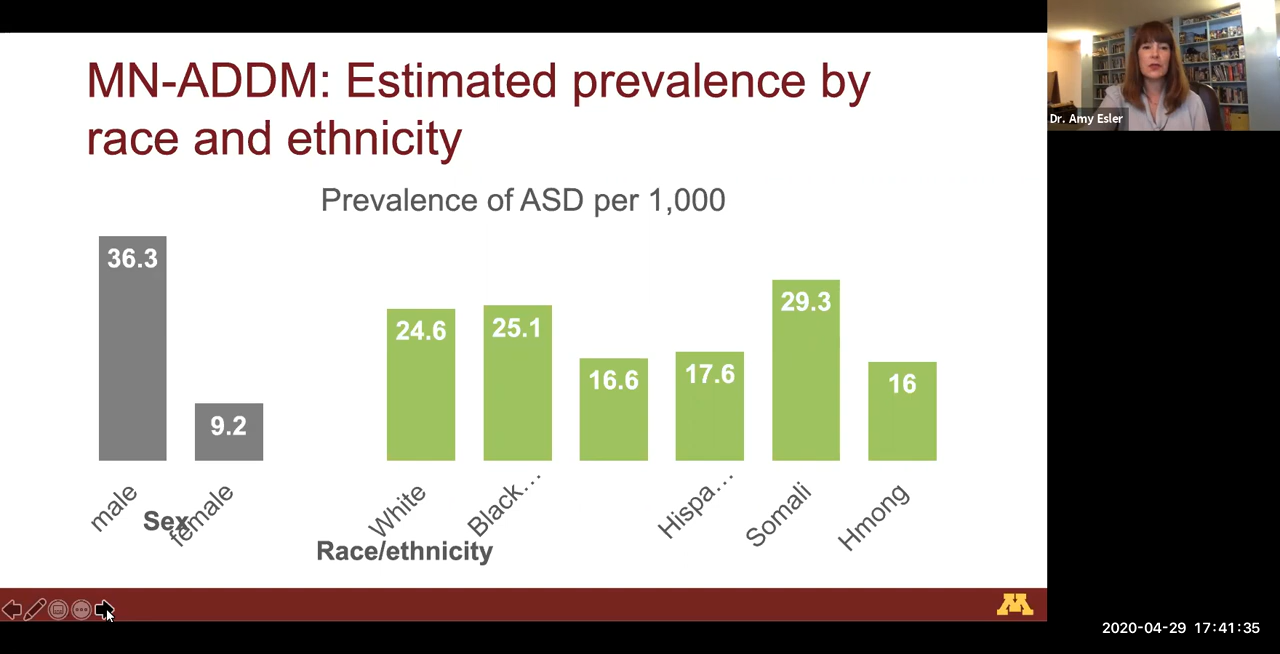 MN-ADDM: Estimated prevalence by
race and ethnicity
Dr. Amy Esler
Prevalence of ASD per 1,000
36.3
9.2
24.6
25.1
16.6
17.6
29.3
16
male
female
White
Black…
Hispa…
Somali
Hmong
Sex
Race/ethnicity
M
2020-04-29 17:41:35